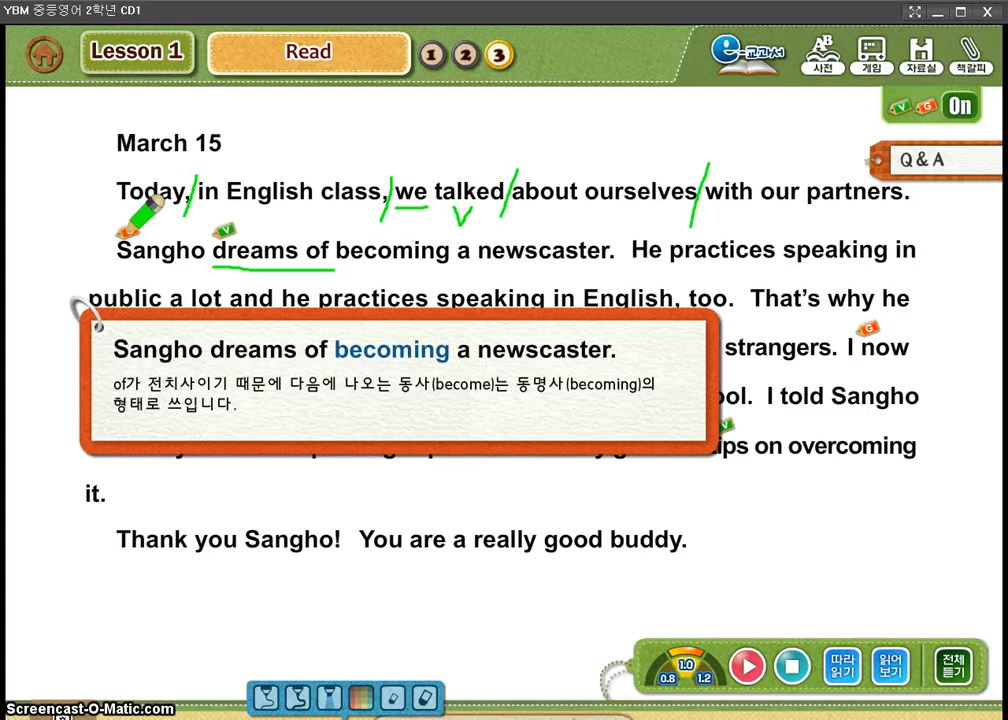 YBM 중등영어 2학년 CD1
Lesson 1
Read
1 2 3
e-교과서
사전 게임 자료실 책갈피
V G On
Q & A
March 15
Today, in English class, we talked about ourselves with our partners.
V
G V
Sangho dreams of becoming a newscaster. He practices speaking in
public a lot and he practices speaking in English, too. That's why he
G
strangers. I now
Sangho dreams of becoming a newscaster.
of가 전치사이기 때문에 다음에 나오는 동사(become)는 동명사(becoming)의
형태로 쓰입니다.
ool. I told Sangho
V
tips on overcoming
it.
Thank you Sangho! You are a really good buddy.
0.8 1.0 1.2
따라 읽기
읽어 보기
전체 듣기
Screencast-O-Matic.com